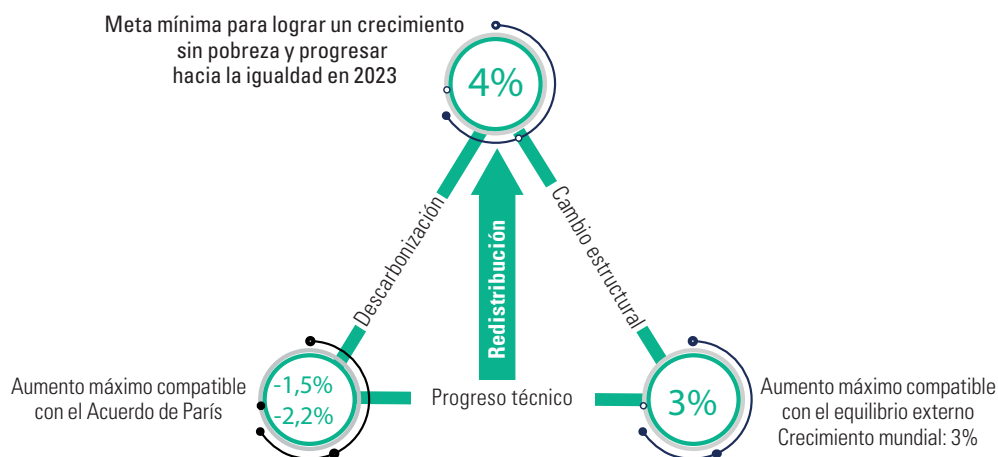 Meta mínima para lograr un crecimiento
sin pobreza y progresar
hacia la igualdad en 2023
4%
Descarbonización
Redistribución
Cambio estructural
Aumento máximo compatible
con el Acuerdo de París
-1,5%
-2,2%
Progreso técnico
3%
Aumento máximo compatible
con el equilibrio externo
Crecimiento mundial: 3%